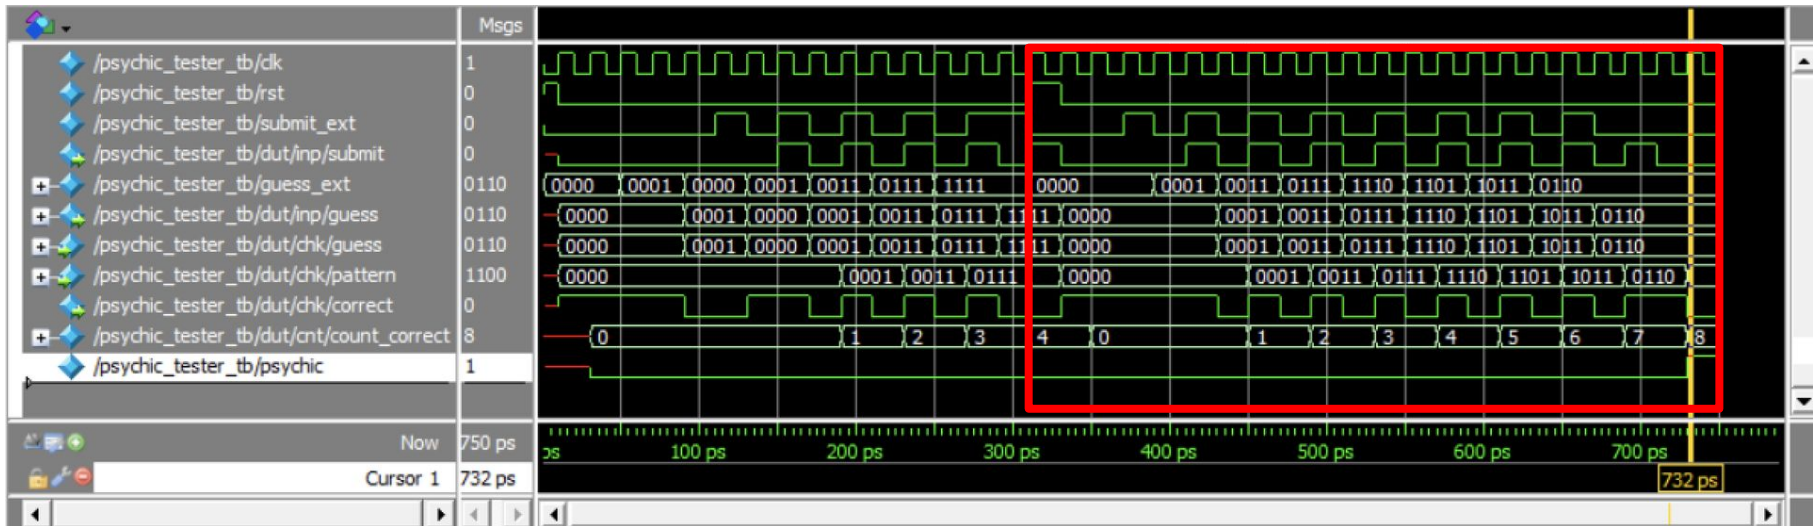 Msgs
/psychic_tester_tb/clk 1
/psychic_tester_tb/rst 0
/psychic_tester_tb/submit_ext 0
/psychic_tester_tb/dut/inp/submit 0
/psychic_tester_tb/guess_ext 0110 0000 0001 0000 0001 0011 0111 1111 0000 0001 0011 0111 1110 1101 1011 0110
/psychic_tester_tb/dut/inp/guess 0110 0000 0001 0000 0001 0011 0111 1111 0000 0001 0011 0111 1110 1101 1011 0110
/psychic_tester_tb/dut/chk/guess 0110 0000 0001 0000 0001 0011 0111 1111 0000 0001 0011 0111 1110 1101 1011 0110
/psychic_tester_tb/dut/chk/pattern 1100 0000 0001 0011 0111 0000 0001 0011 0111 1110 1101 1011 0110
/psychic_tester_tb/dut/chk/correct 0
/psychic_tester_tb/dut/cnt/count_correct 8 0 1 2 3 4 0 1 2 3 4 5 6 7 8
/psychic_tester_tb/psychic 1
Now 750 ps ps 100 ps 200 ps 300 ps 400 ps 500 ps 600 ps 700 ps
Cursor 1 732 ps 732 ps